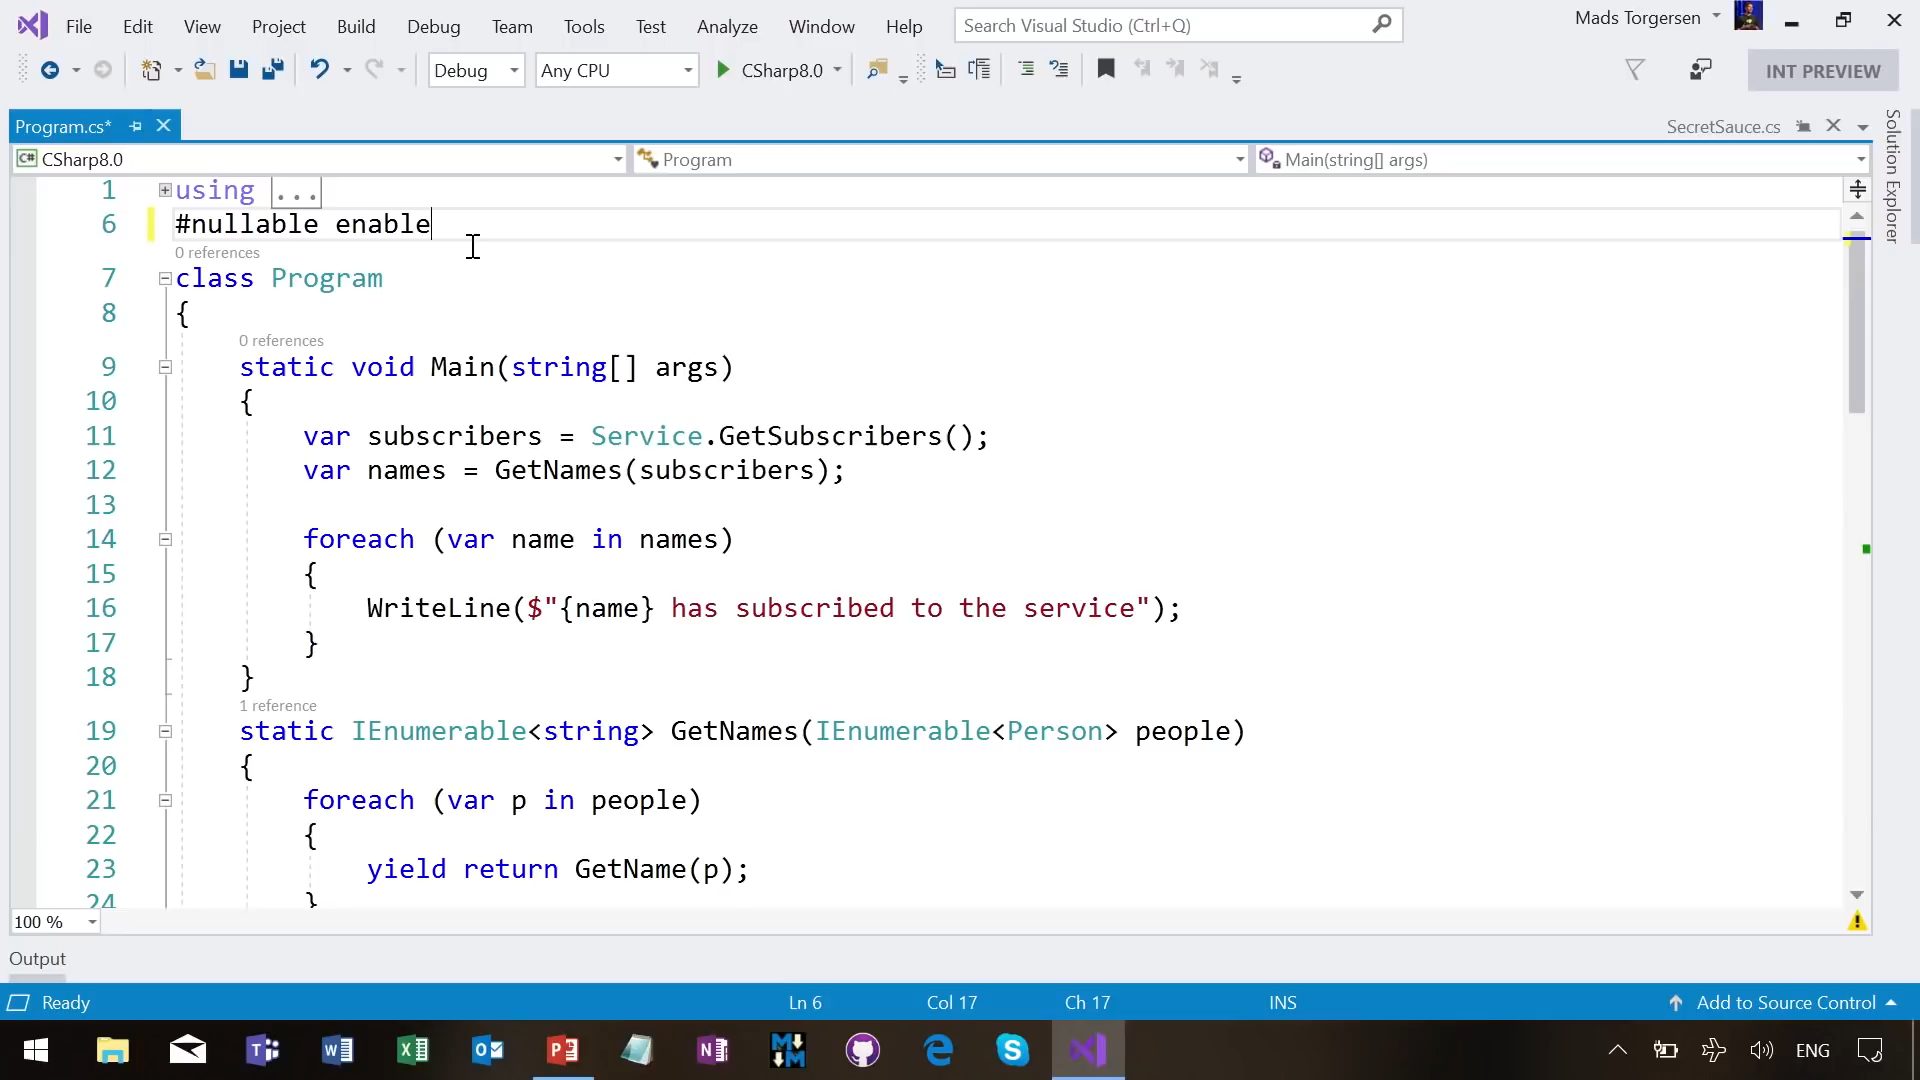 File Edit View Project Build Debug Team Tools Test Analyze Window Help Search Visual Studio (Ctrl+Q) Mads Torgersen
Debug Any CPU CSharp8.0 INT PREVIEW
Program.cs* SecretSauce.cs
C# CSharp8.0 Program Main(string[] args)
Solution Explorer
1 using ...
6 #nullable enable
0 references
7 class Program
8 {
0 references
9 static void Main(string[] args)
10 {
11 var subscribers = Service.GetSubscribers();
12 var names = GetNames(subscribers);
13
14 foreach (var name in names)
15 {
16 WriteLine($"{name} has subscribed to the service");
17 }
18 }
1 reference
19 static IEnumerable<string> GetNames(IEnumerable<Person> people)
20 {
21 foreach (var p in people)
22 {
23 yield return GetName(p);
24 }
100 %
Output
Ready Ln 6 Col 17 Ch 17 INS Add to Source Control
ENG